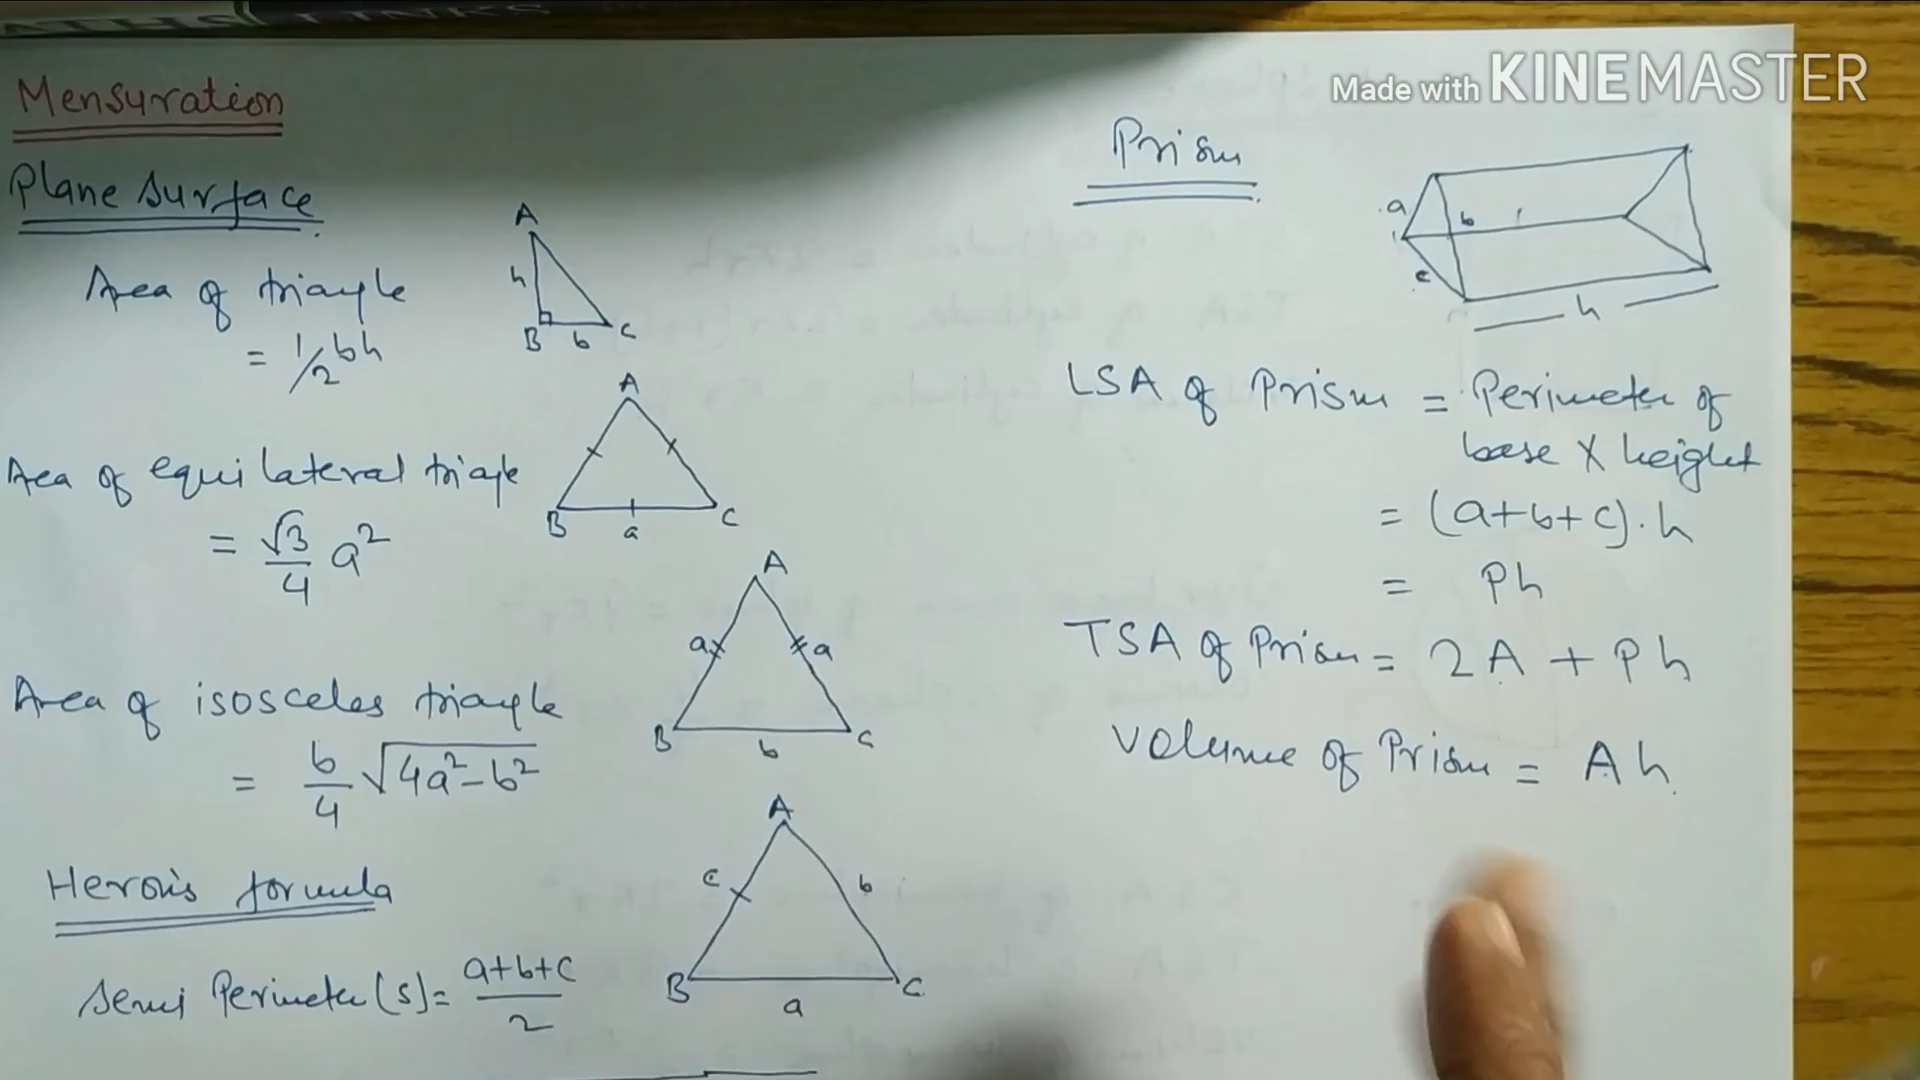 MATHS LINKS
Made with KINEMASTER
Mensuration
Plane surface
Area of triangle
= 1/2 bh
A
h
B b C
Area of equilateral triangle
= √3/4 a²
A
B a C
Area of isosceles triangle
= b/4 √4a²-b²
A
a a
B b C
Heron's formula
Semi Perimeter (s) = a+b+c/2
A
c b
B a C
Prism
a b c
h
LSA of Prism = Perimeter of
base X height
= (a+b+c).h
= Ph
TSA of Prism = 2A + Ph
Volume of Prism = Ah